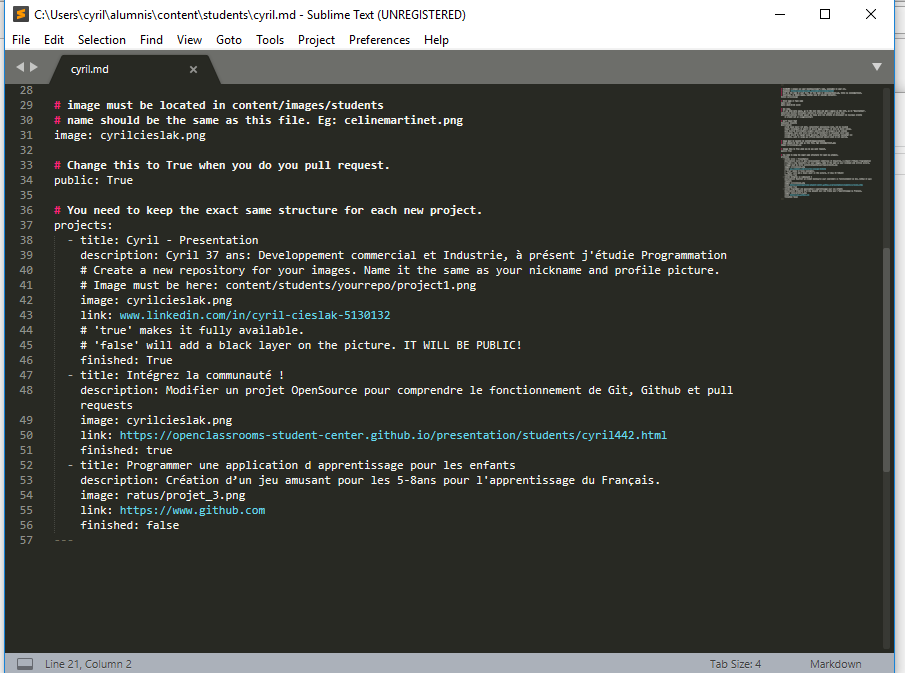 C:\Users\cyril\alumnis\content\students\cyril.md - Sublime Text (UNREGISTERED)
File Edit Selection Find View Goto Tools Project Preferences Help
cyril.md
28
29 # image must be located in content/images/students
30 # name should be the same as this file. Eg: celinemartinet.png
31 image: cyrilcieslak.png
32
33 # Change this to True when you do you pull request.
34 public: True
35
36 # You need to keep the exact same structure for each new project.
37 projects:
38 - title: Cyril - Presentation
39 description: Cyril 37 ans: Developpement commercial et Industrie, à présent j'étudie Programmation
40 # Create a new repository for your images. Name it the same as your nickname and profile picture.
41 # Image must be here: content/students/yourrepo/project1.png
42 image: cyrilcieslak.png
43 link: www.linkedin.com/in/cyril-cieslak-5130132
44 # 'true' makes it fully available.
45 # 'false' will add a black layer on the picture. IT WILL BE PUBLIC!
46 finished: True
47 - title: Intégrez la communauté !
48 description: Modifier un projet OpenSource pour comprendre le fonctionnement de Git, Github et pull
requests
49 image: cyrilcieslak.png
50 link: https://openclassrooms-student-center.github.io/presentation/students/cyril442.html
51 finished: true
52 - title: Programmer une application d apprentissage pour les enfants
53 description: Création d’un jeu amusant pour les 5-8ans pour l'apprentissage du Français.
54 image: ratus/projet_3.png
55 link: https://www.github.com
56 finished: false
57 ---
Line 21, Column 2 Tab Size: 4 Markdown